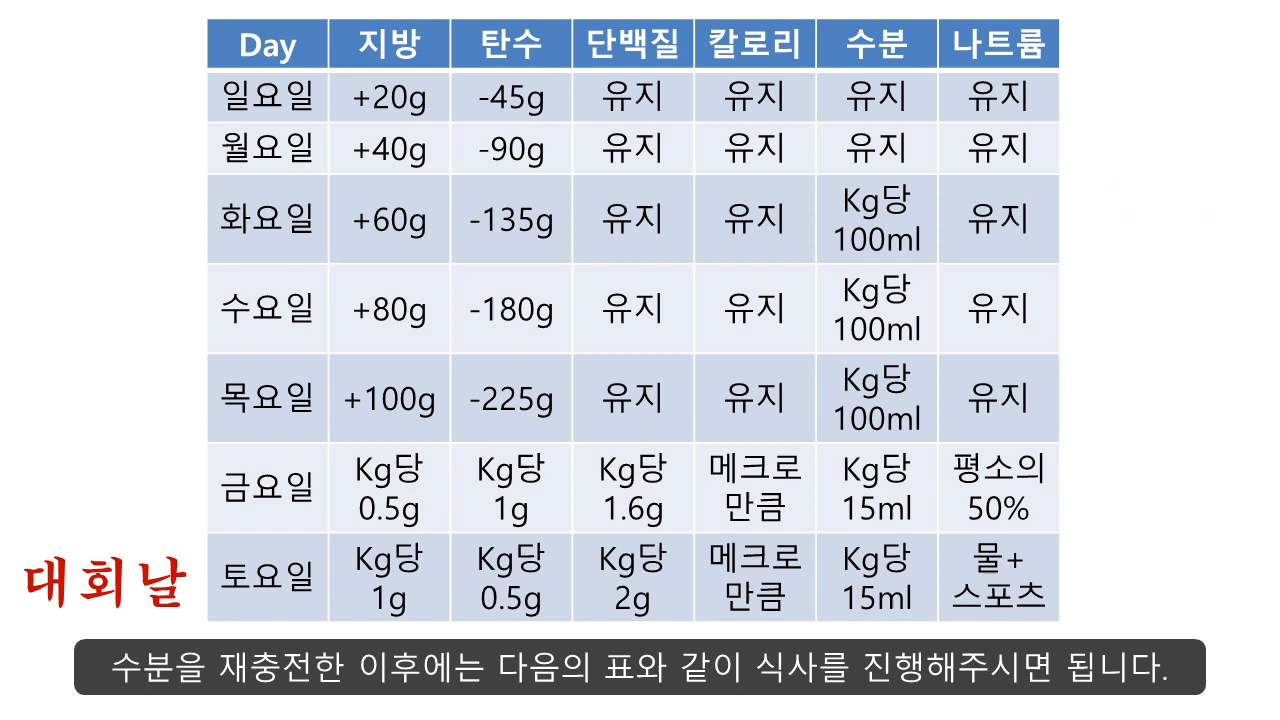 Day 지방 탄수 단백질 칼로리 수분 나트륨
일요일 +20g -45g 유지 유지 유지 유지
월요일 +40g -90g 유지 유지 유지 유지
화요일 +60g -135g 유지 유지 Kg당 100ml 유지
수요일 +80g -180g 유지 유지 Kg당 100ml 유지
목요일 +100g -225g 유지 유지 Kg당 100ml 유지
금요일 Kg당 0.5g Kg당 1g Kg당 1.6g 메크로 만큼 Kg당 15ml 평소의 50%
대회날 토요일 Kg당 1g Kg당 0.5g Kg당 2g 메크로 만큼 Kg당 15ml 물+ 스포츠
수분을 재충전한 이후에는 다음의 표와 같이 식사를 진행해주시면 됩니다.